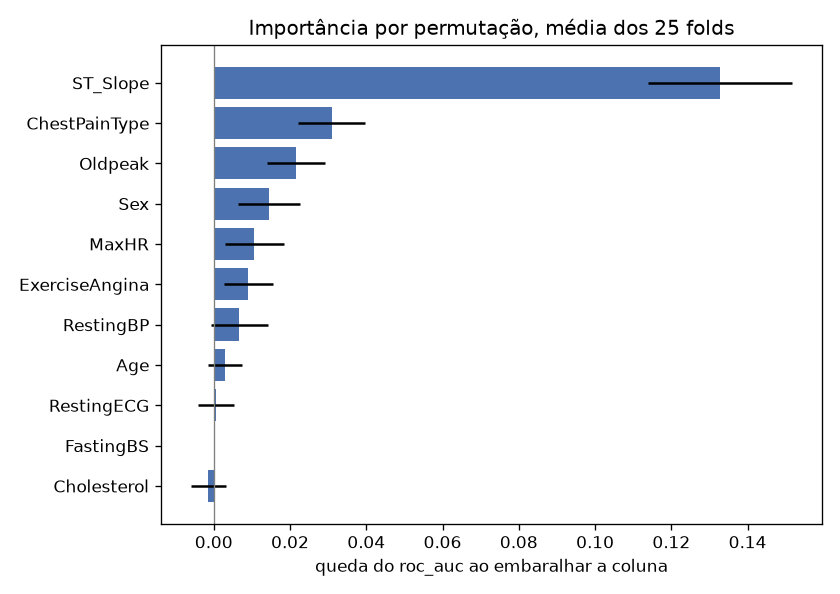 Importância por permutação, média dos 25 folds
ST_Slope
ChestPainType
Oldpeak
Sex
MaxHR
ExerciseAngina
RestingBP
Age
RestingECG
FastingBS
Cholesterol
0.00 0.02 0.04 0.06 0.08 0.10 0.12 0.14
queda do roc_auc ao embaralhar a coluna